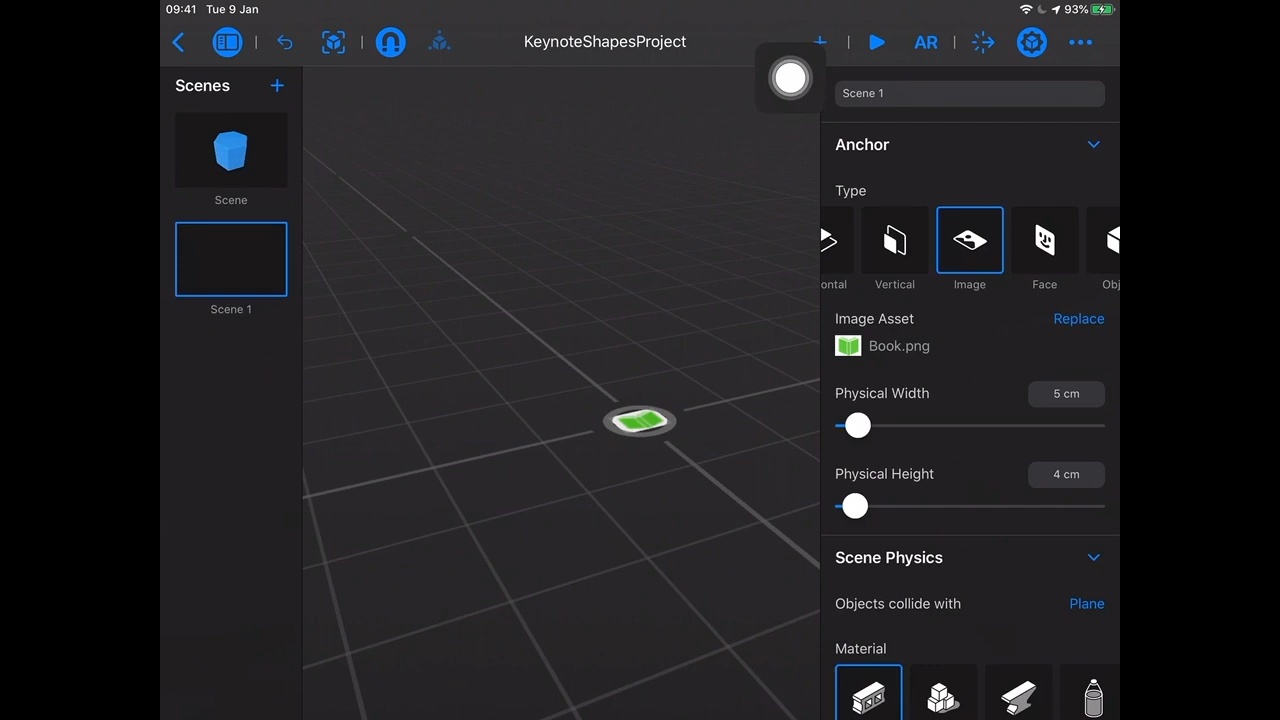 09:41 Tue 9 Jan
93%
KeynoteShapesProject
AR
Scenes
Scene
Scene 1
Scene 1
Anchor
Type
ontal
Vertical
Image
Face
Obj
Image Asset
Replace
Book.png
Physical Width
5 cm
Physical Height
4 cm
Scene Physics
Objects collide with
Plane
Material